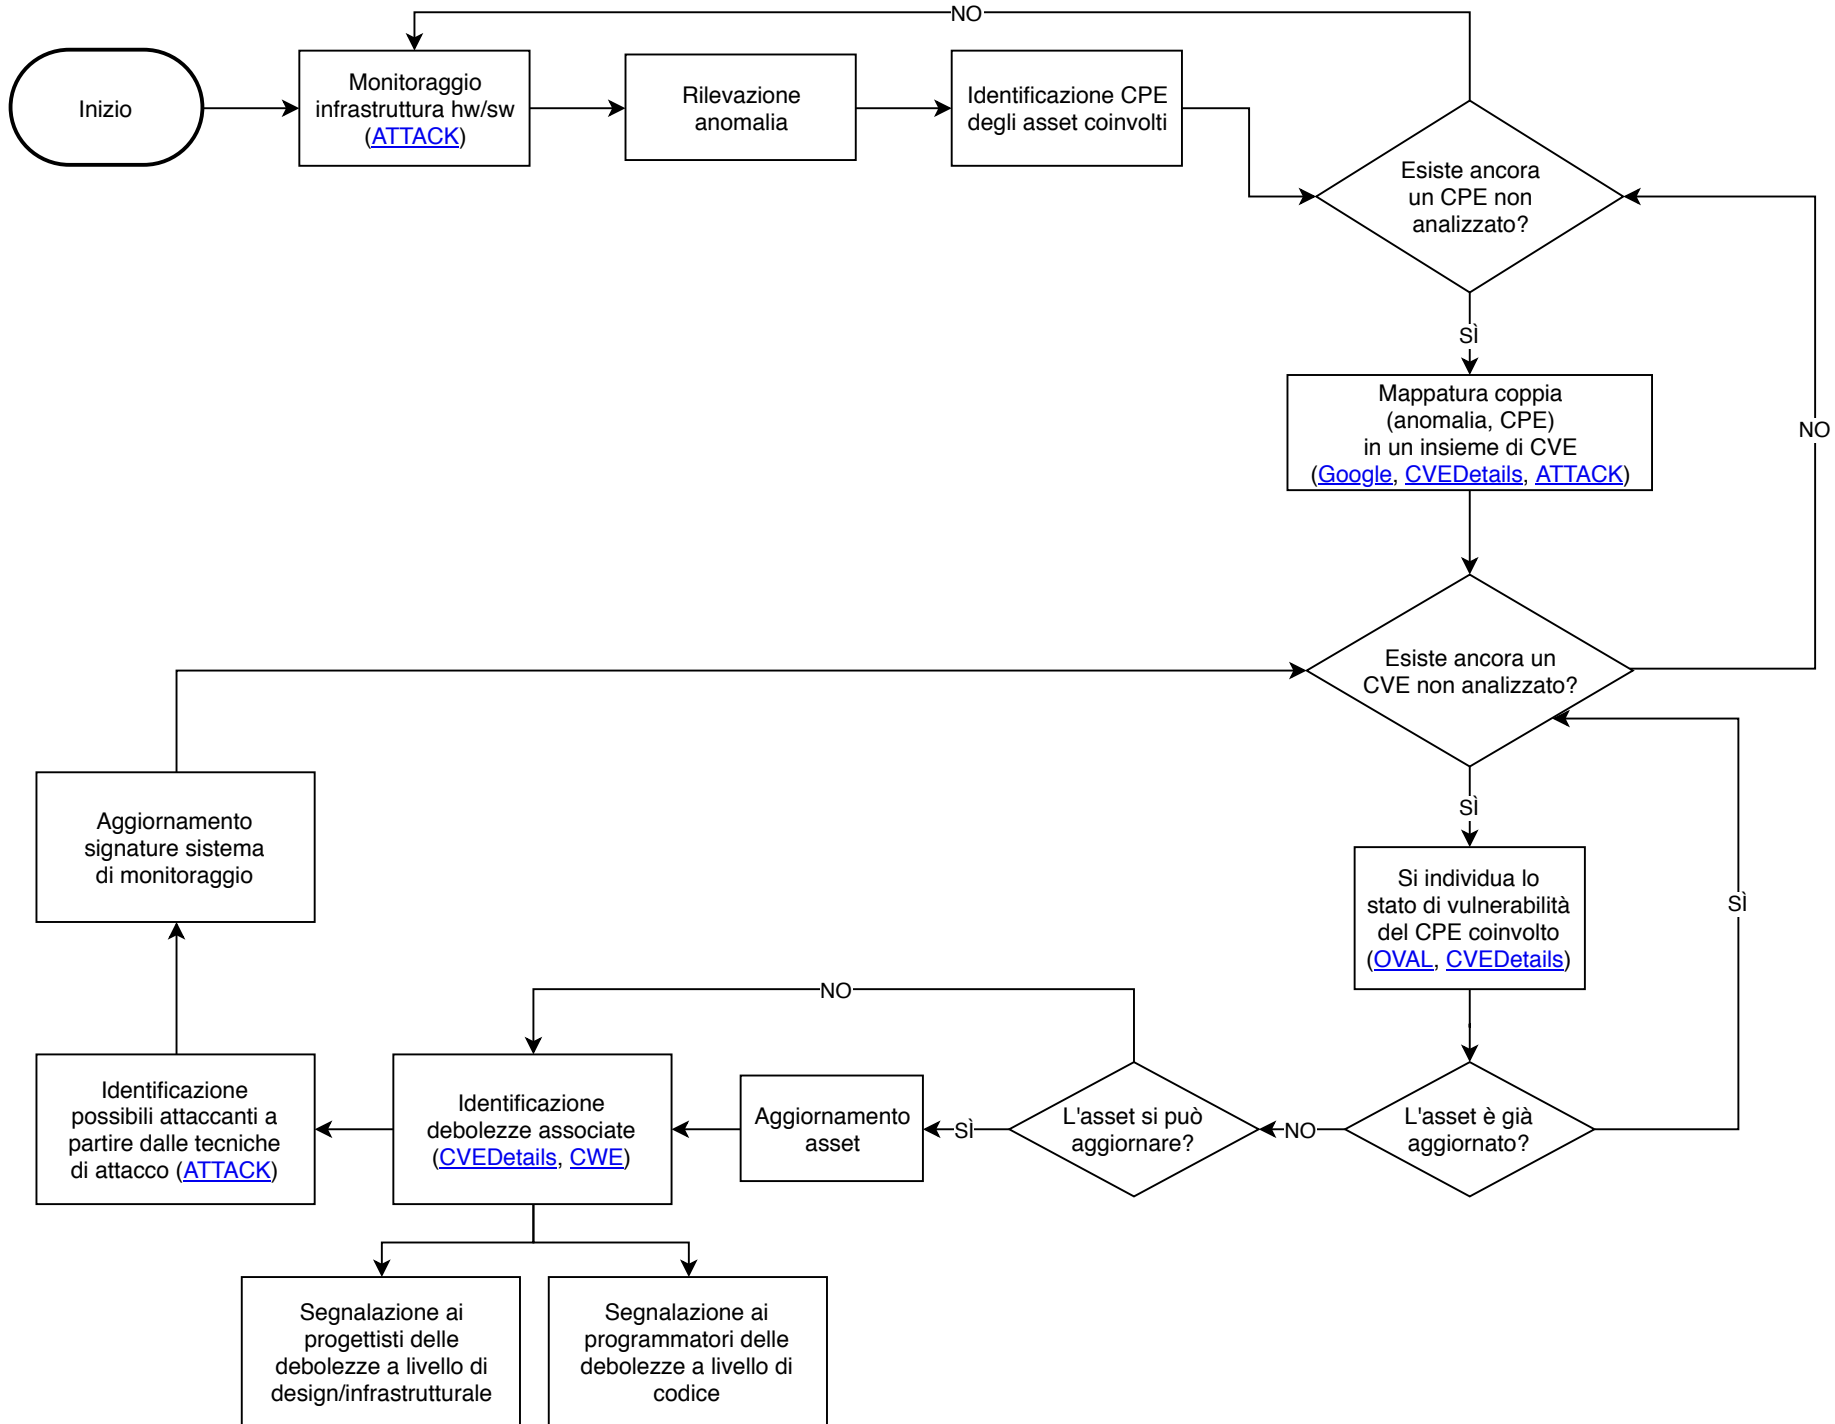 NO
Inizio
Monitoraggio
infrastruttura hw/sw
(ATTACK)
Rilevazione
anomalia
Identificazione CPE
degli asset coinvolti
Esiste ancora
un CPE non
analizzato?
SÌ
Mappatura coppia
(anomalia, CPE)
in un insieme di CVE
(Google, CVEDetails, ATTACK)
NO
Esiste ancora un
CVE non analizzato?
SÌ
Si individua lo
stato di vulnerabilità
del CPE coinvolto
(OVAL, CVEDetails)
SÌ
L'asset è già
aggiornato?
NO
L'asset si può
aggiornare?
NO
SÌ
Aggiornamento
asset
Identificazione
debolezze associate
(CVEDetails, CWE)
Identificazione
possibili attaccanti a
partire dalle tecniche
di attacco (ATTACK)
Aggiornamento
signature sistema
di monitoraggio
Segnalazione ai
progettisti delle
debolezze a livello di
design/infrastrutturale
Segnalazione ai
programmatori delle
debolezze a livello di
codice